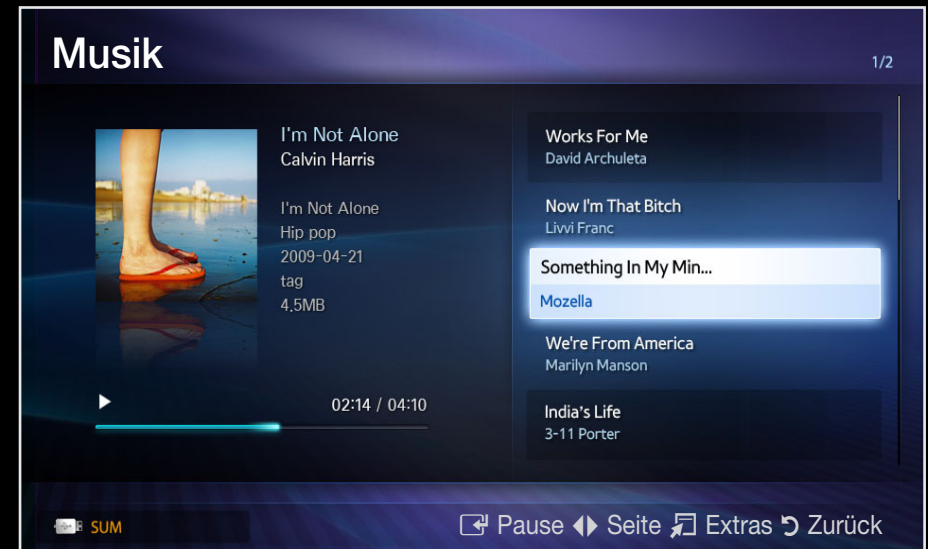 Musik
1/2
I'm Not Alone
Calvin Harris
I'm Not Alone
Hip pop
2009-04-21
tag
4.5MB
02:14 / 04:10
Works For Me
David Archuleta
Now I'm That Bitch
Livvi Franc
Something In My Min...
Mozella
We're From America
Marilyn Manson
India's Life
3-11 Porter
SUM
Pause Seite Extras Zurück